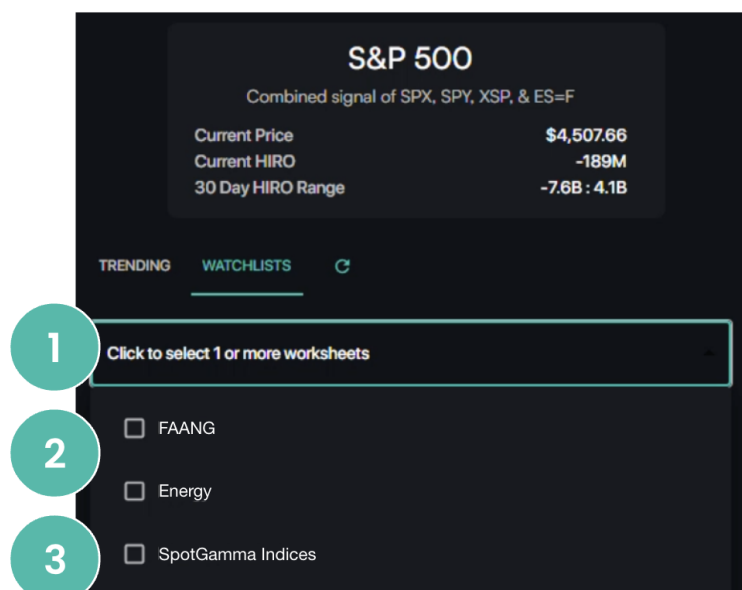 S&P 500
Combined signal of SPX, SPY, XSP, & ES=F
Current Price $4,507.66
Current HIRO -189M
30 Day HIRO Range -7.6B : 4.1B
TRENDING WATCHLISTS
1 Click to select 1 or more worksheets
FAANG
2
Energy
3 SpotGamma Indices